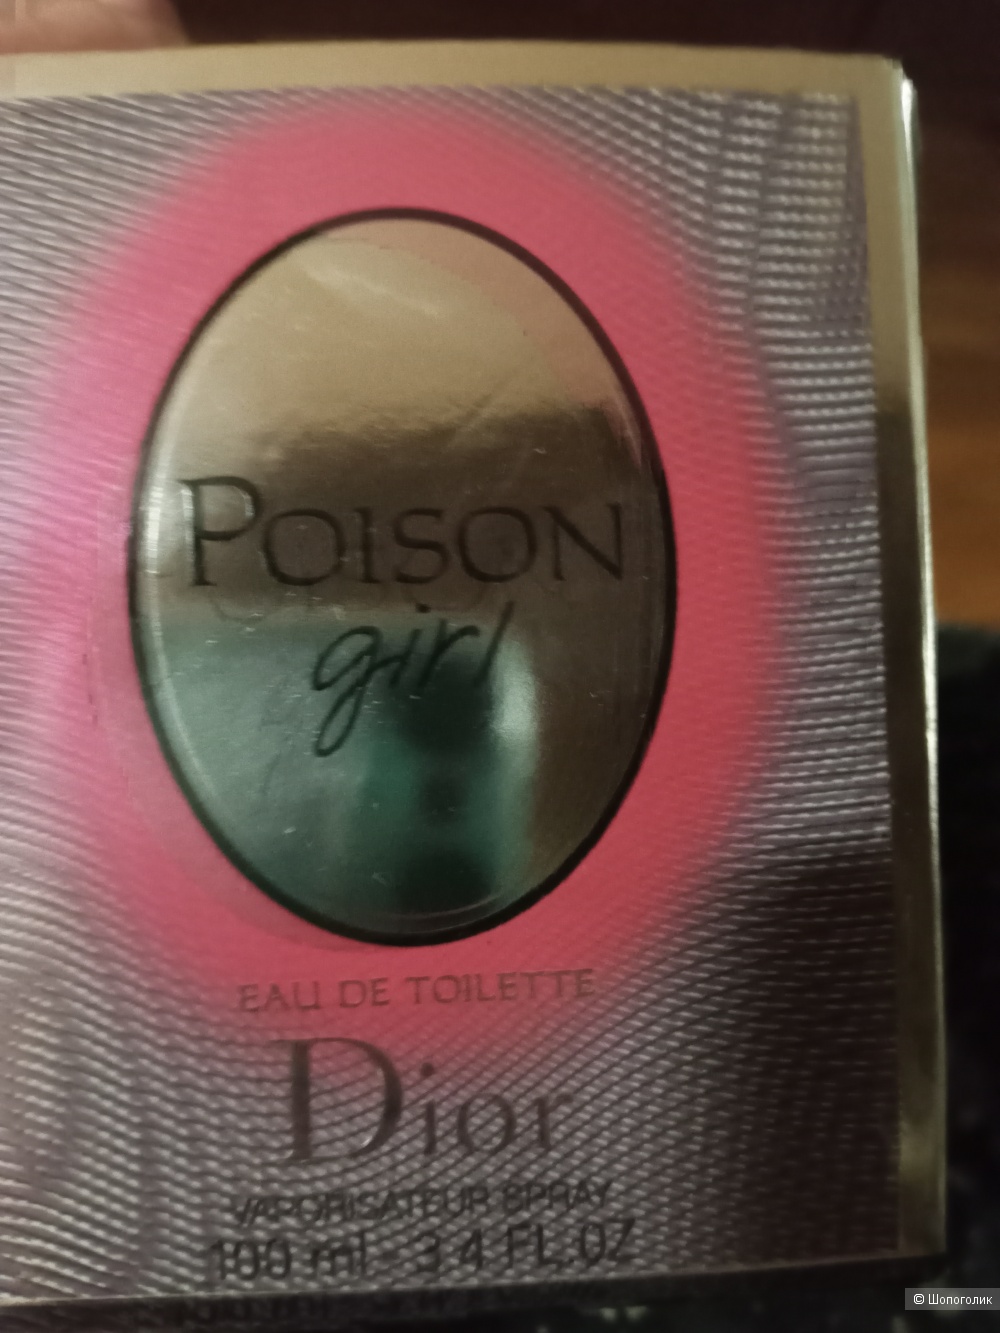 POISON
girl
EAU DE TOILETTE
Dior
VAPORISATEUR SPRAY
100 ml 3.4 FL.OZ
© Шопоголик